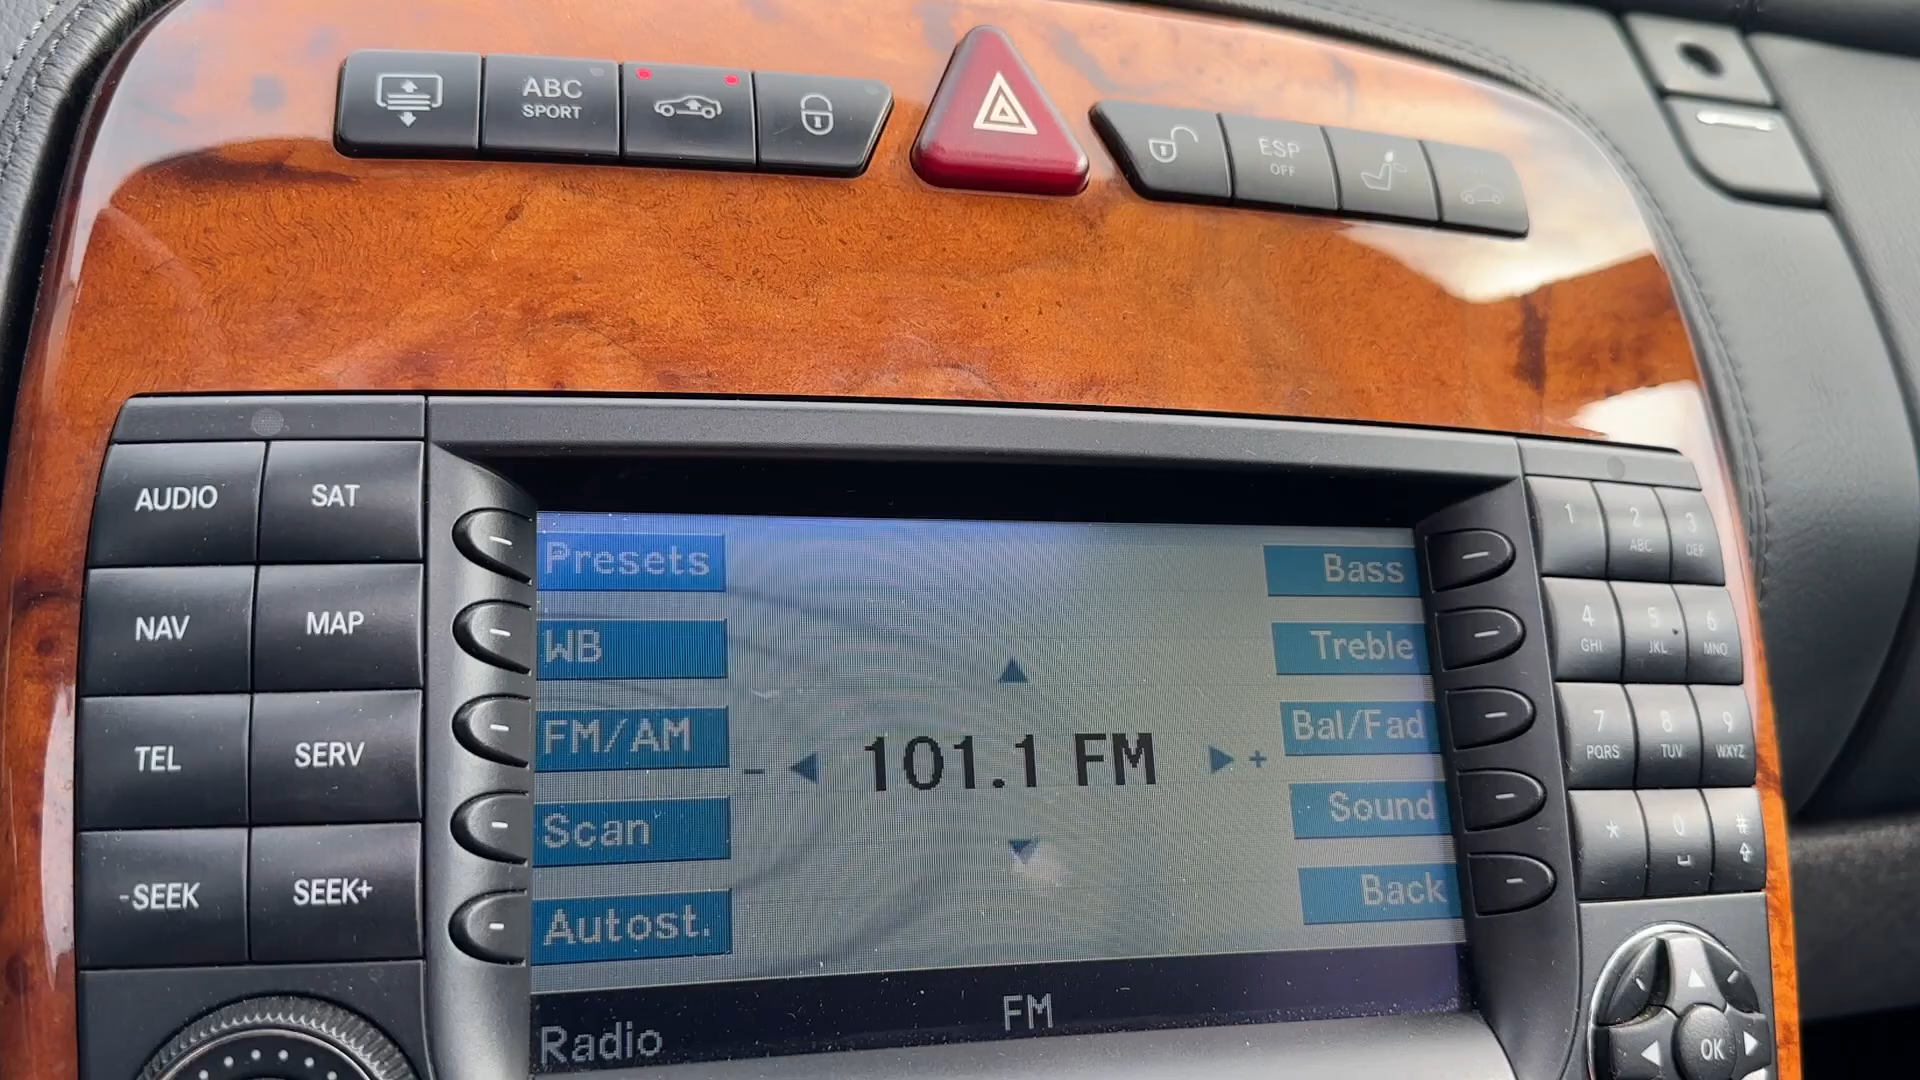 ABC
SPORT
ESP
OFF
AUDIO
SAT
NAV
MAP
TEL
SERV
-SEEK
SEEK+
Presets
WB
FM/AM
Scan
Autost.
- 101.1 FM +
Bass
Treble
Bal/Fad
Sound
Back
FM
Radio
1
2 ABC
3 DEF
4 GHI
5 JKL
6 MNO
7 PQRS
8 TUV
9 WXYZ
*
0
#
OK